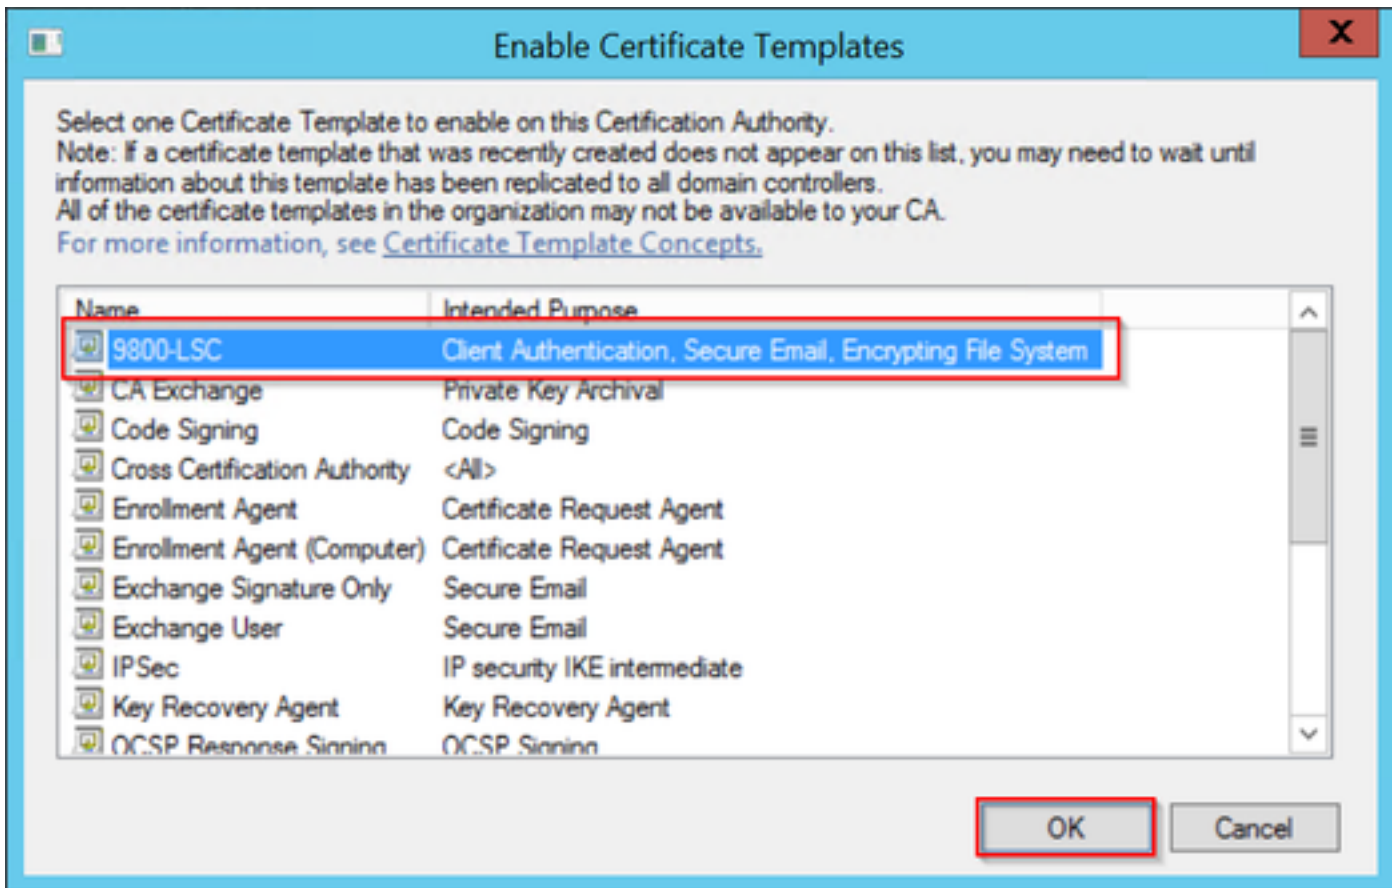 Enable Certificate Templates
X
Select one Certificate Template to enable on this Certification Authority.
Note: If a certificate template that was recently created does not appear on this list, you may need to wait until
information about this template has been replicated to all domain controllers.
All of the certificate templates in the organization may not be available to your CA.
For more information, see Certificate Template Concepts.
Name Intended Purpose
9800-LSC Client Authentication, Secure Email, Encrypting File System
CA Exchange Private Key Archival
Code Signing Code Signing
Cross Certification Authority <All>
Enrollment Agent Certificate Request Agent
Enrollment Agent (Computer) Certificate Request Agent
Exchange Signature Only Secure Email
Exchange User Secure Email
IPSec IP security IKE intermediate
Key Recovery Agent Key Recovery Agent
OCSP Response Signing OCSP Signing
OK Cancel